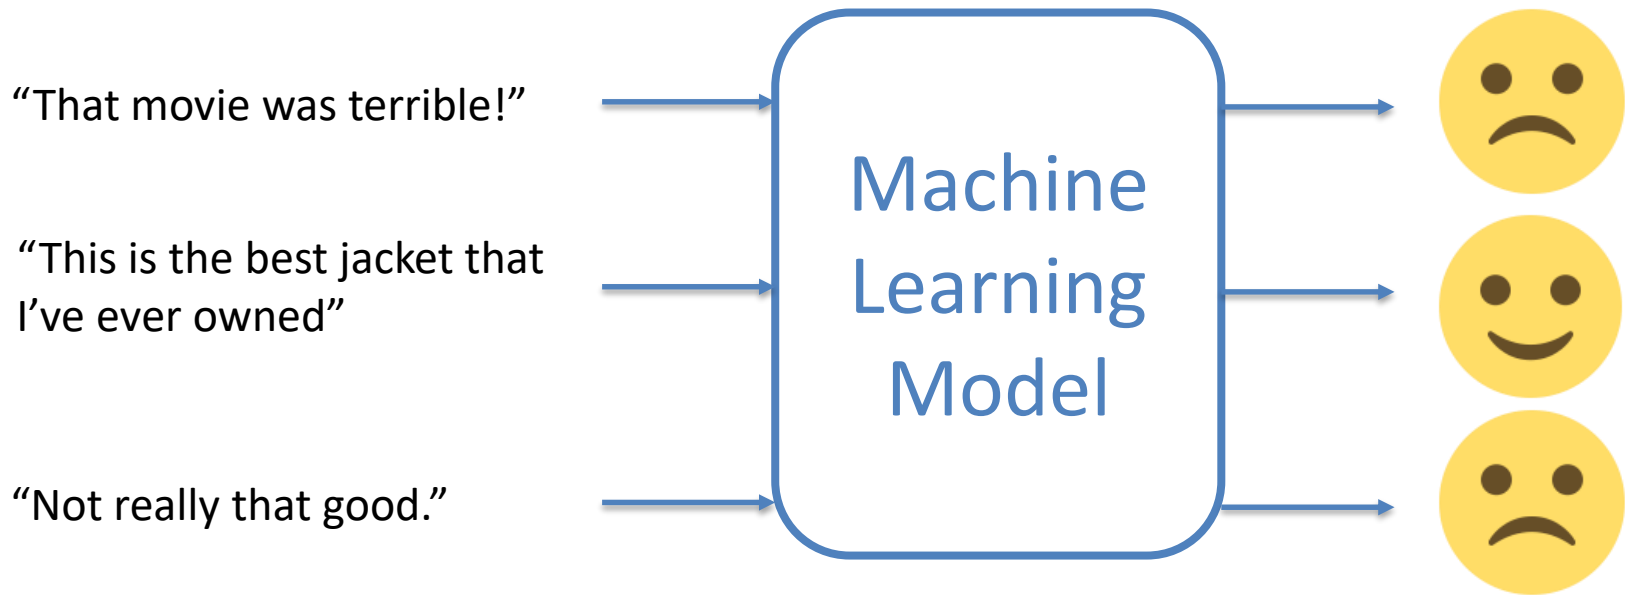 “That movie was terrible!”
“This is the best jacket that
I’ve ever owned”
“Not really that good.”
Machine
Learning
Model